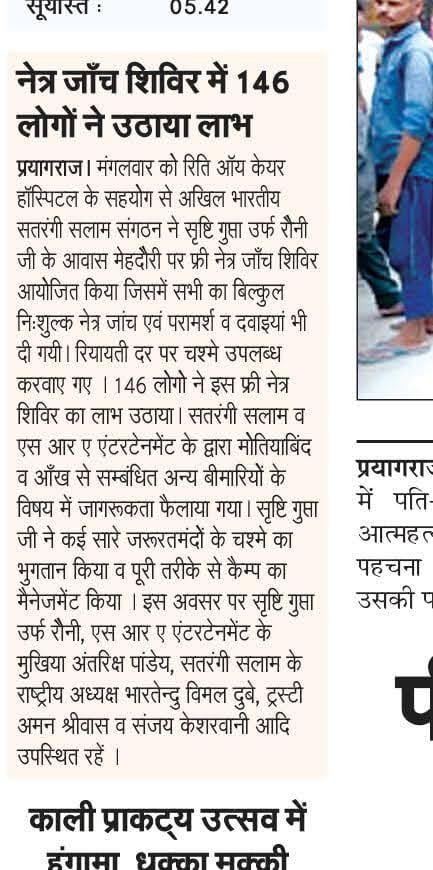 सूर्यास्त : 05.42
नेत्र जाँच शिविर में 146
लोगों ने उठाया लाभ
प्रयागराज। मंगलवार को रिति ऑय केयर
हॉस्पिटल के सहयोग से अखिल भारतीय
सतरंगी सलाम संगठन ने सृष्टि गुप्ता उर्फ रौनी
जी के आवास मेहदौरी पर फ्री नेत्र जाँच शिविर
आयोजित किया जिसमें सभी का बिल्कुल
निःशुल्क नेत्र जांच एवं परामर्श व दवाइयां भी
दी गयी। रियायती दर पर चश्मे उपलब्ध
करवाए गए । 146 लोगो ने इस फ्री नेत्र
शिविर का लाभ उठाया। सतरंगी सलाम व
एस आर ए एंटरटेनमेंट के द्वारा मोतियाबिंद
व आँख से सम्बंधित अन्य बीमारियों के
विषय में जागरूकता फैलाया गया। सृष्टि गुप्ता
जी ने कई सारे जरूरतमंदों के चश्मे का
भुगतान किया व पूरी तरीके से कैम्प का
मैनेजमेंट किया । इस अवसर पर सृष्टि गुप्ता
उर्फ रौनी, एस आर ए एंटरटेनमेंट के
मुखिया अंतरिक्ष पांडेय, सतरंगी सलाम के
राष्ट्रीय अध्यक्ष भारतेन्दु विमल दुबे, ट्रस्टी
अमन श्रीवास व संजय केशरवानी आदि
उपस्थित रहें ।
काली प्राकट्य उत्सव में
हंगामा, धक्का मुक्की
में पति-
पहचना
उसकी